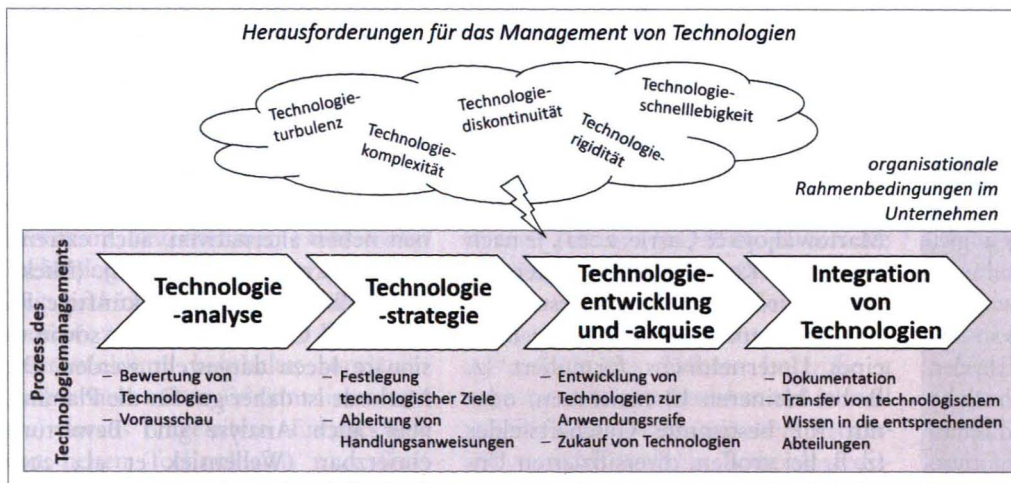 Herausforderungen für das Management von Technologien
Technologie-
turbulenz
Technologie-
komplexität
Technologie-
diskontinuität
Technologie-
rigidität
Technologie-
schnelllebigkeit
organisationale
Rahmenbedingungen im
Unternehmen
Prozess des
Technologiemanagements
Technologie
-analyse
– Bewerung von
Technologien
– Vorausschau
Technologie
-strategie
– Festlegung
technologischer Ziele
– Ableitung von
Handlungsanweisungen
Technologie-
entwicklung
und -akquise
– Entwicklung von
Technologien zur
Anwendungsreife
– Zukauf von Technologien
Integration
von
Technologien
– Dokumentation
– Transfer von technologischem
Wissen in die entsprechenden
Abteilungen